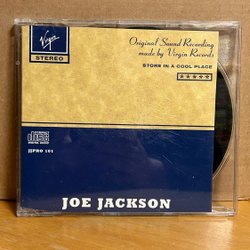 Virgin
STEREO
Original Sound Recording
made by Virgin Records
STORM IN A COOL PLACE
★★★★★
COMPACT
disc
DIGITAL AUDIO
JJPRO 101
JOE JACKSON